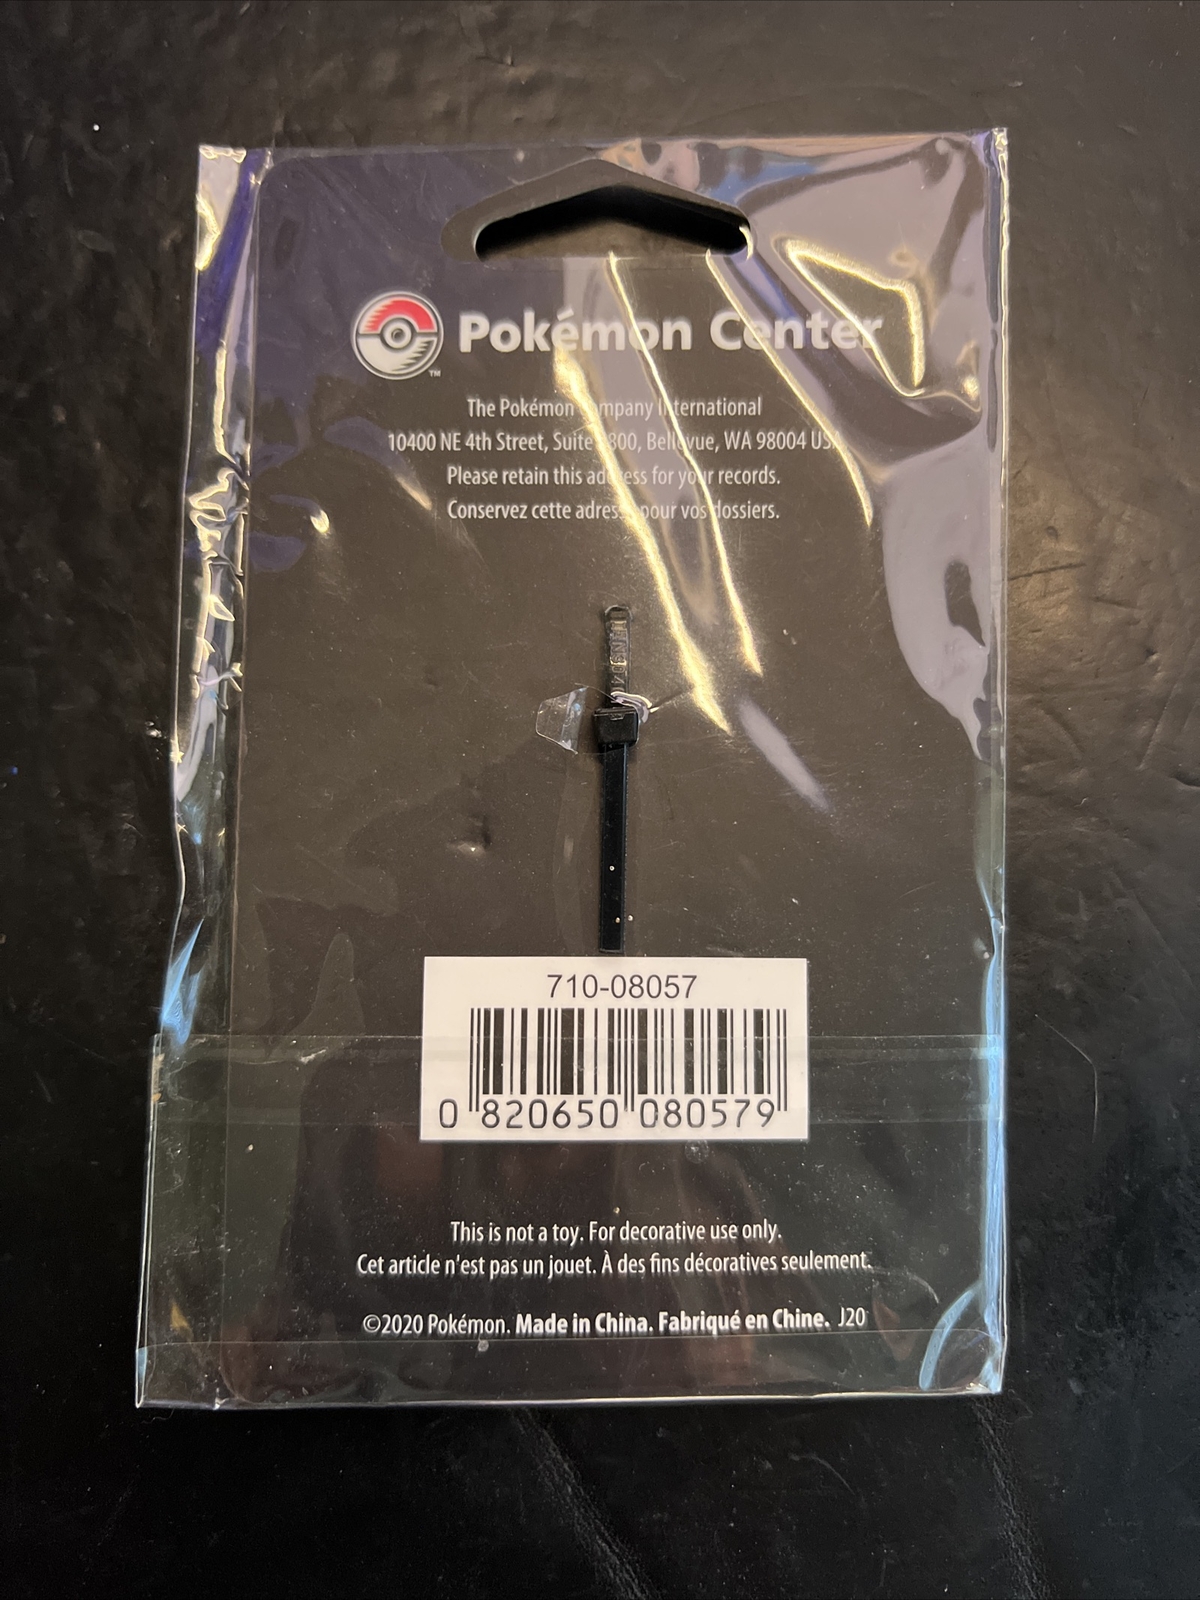 Pokémon Center
TM
The Pokémon Company International
10400 NE 4th Street, Suite 2800, Bellevue, WA 98004 USA
Please retain this address for your records.
Conservez cette adresse pour vos dossiers.
710-08057
0 820650 080579
This is not a toy. For decorative use only.
Cet article n'est pas un jouet. À des fins décoratives seulement.
©2020 Pokémon. Made in China. Fabriqué en Chine. J20